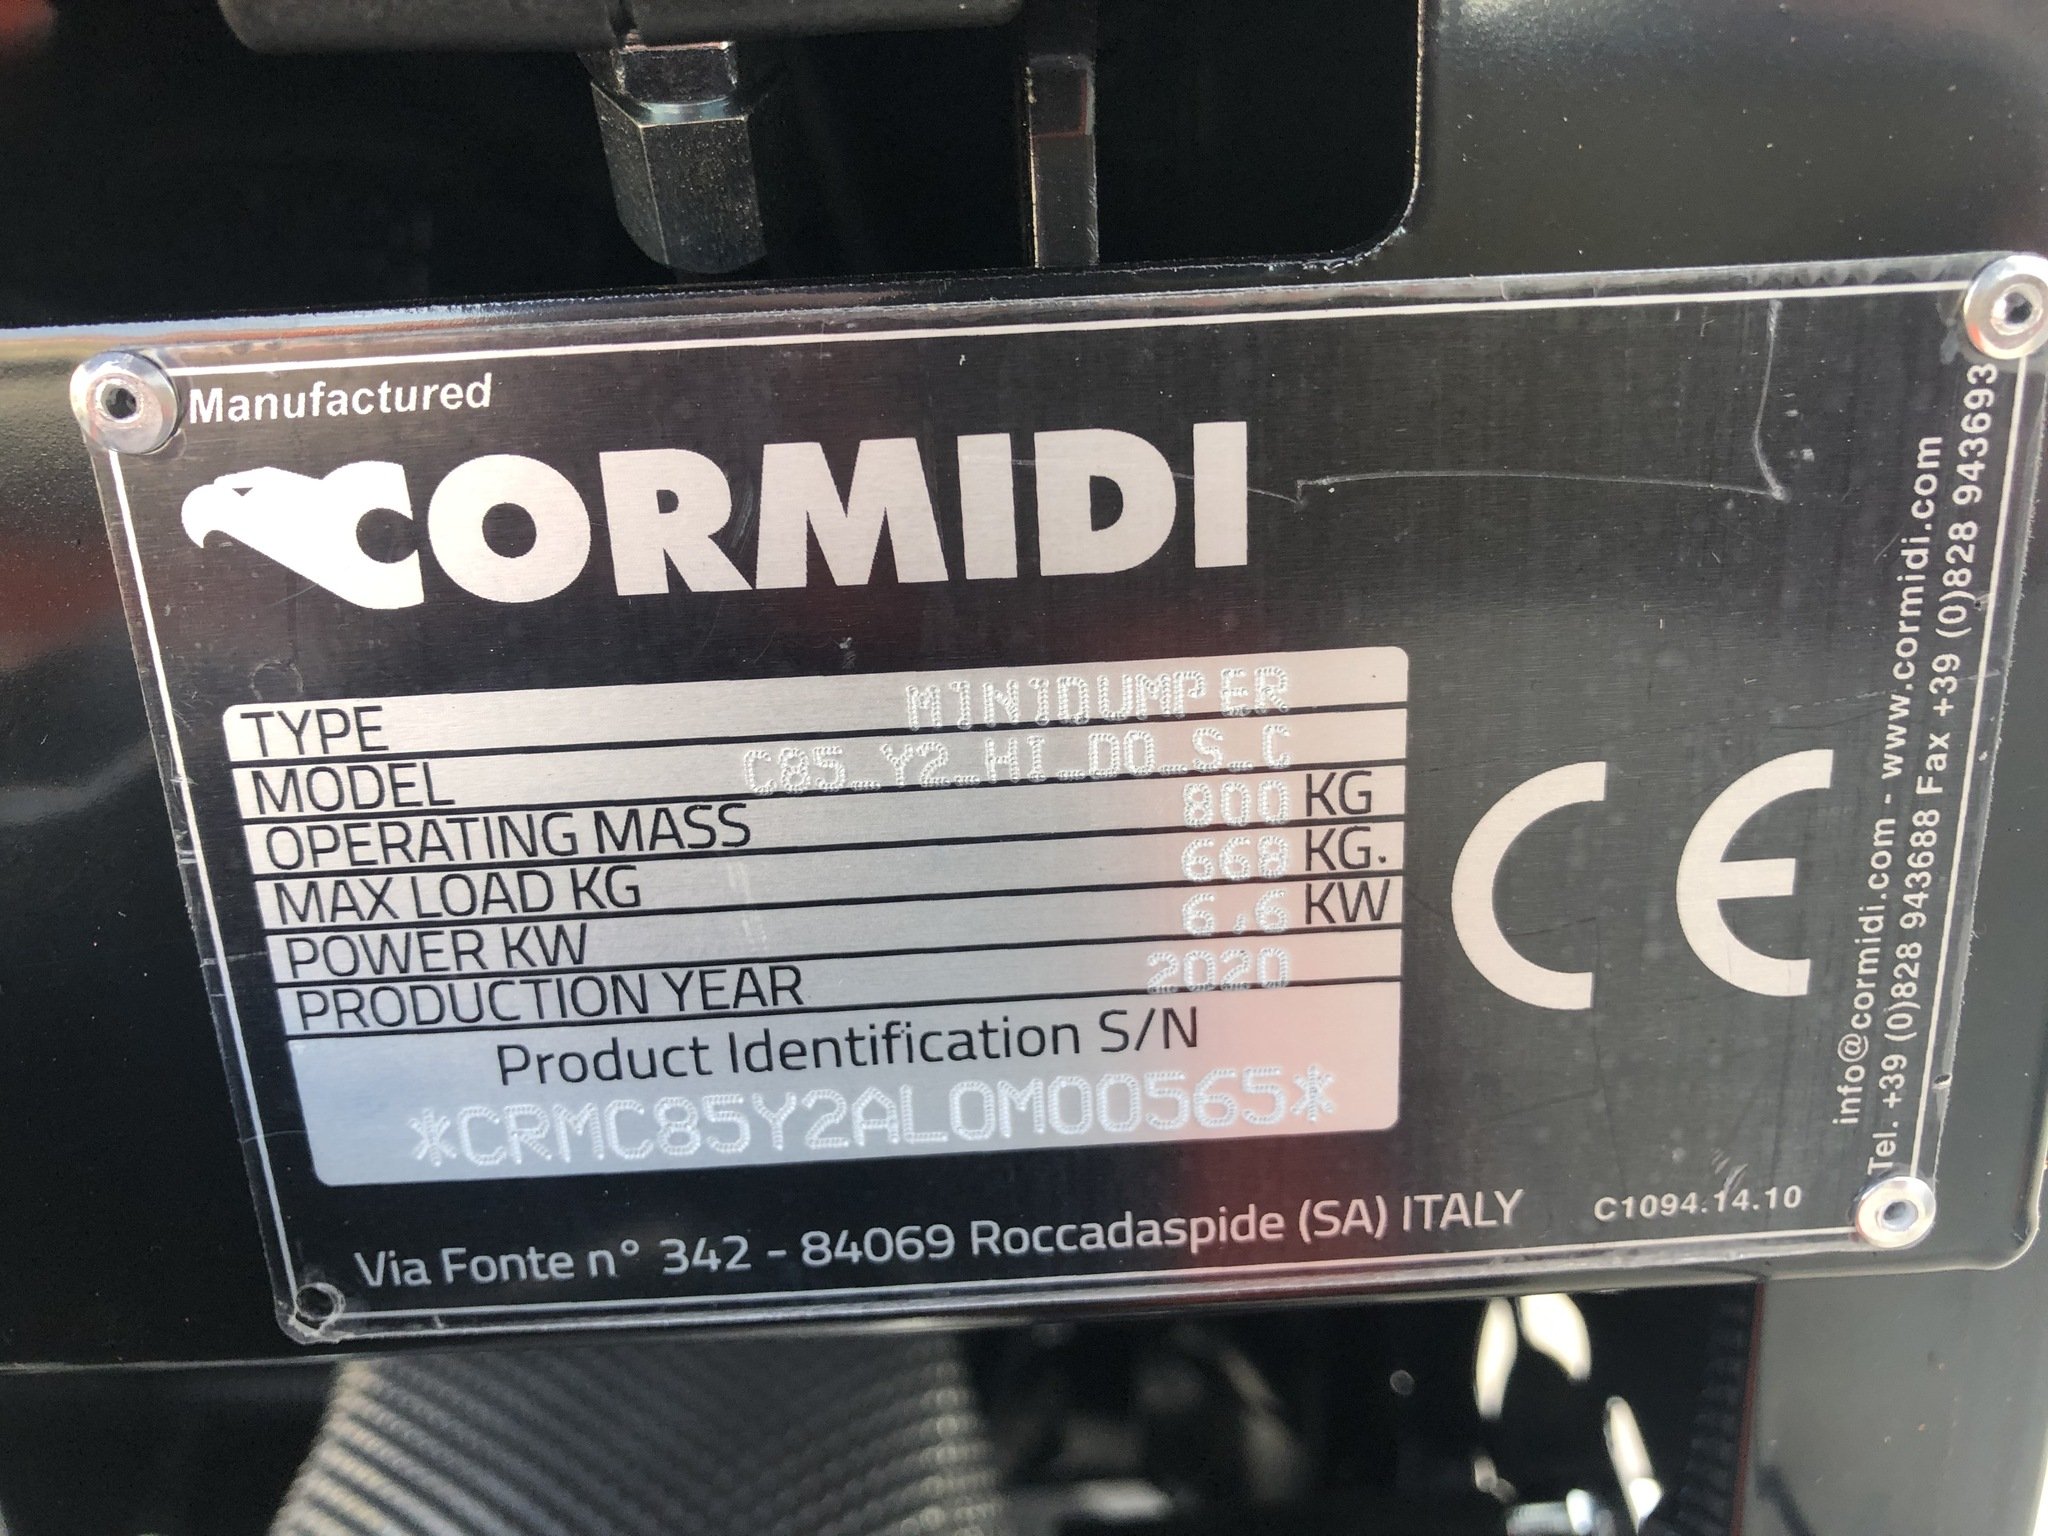 Manufactured
CORMIDI
TYPE M1N1DUMPER
MODEL C85_Y2_HI_DO_S_C
OPERATING MASS 800 KG
MAX LOAD KG 668 KG.
POWER KW 6,6 KW
PRODUCTION YEAR 2020
Product Identification S/N
*CRMC85Y2AL0M00565*
CE
Via Fonte n° 342 - 84069 Roccadaspide (SA) ITALY
C1094.14.10
info@cormidi.com - www.cormidi.com
Tel. +39 (0)828 943688 Fax +39 (0)828 943693